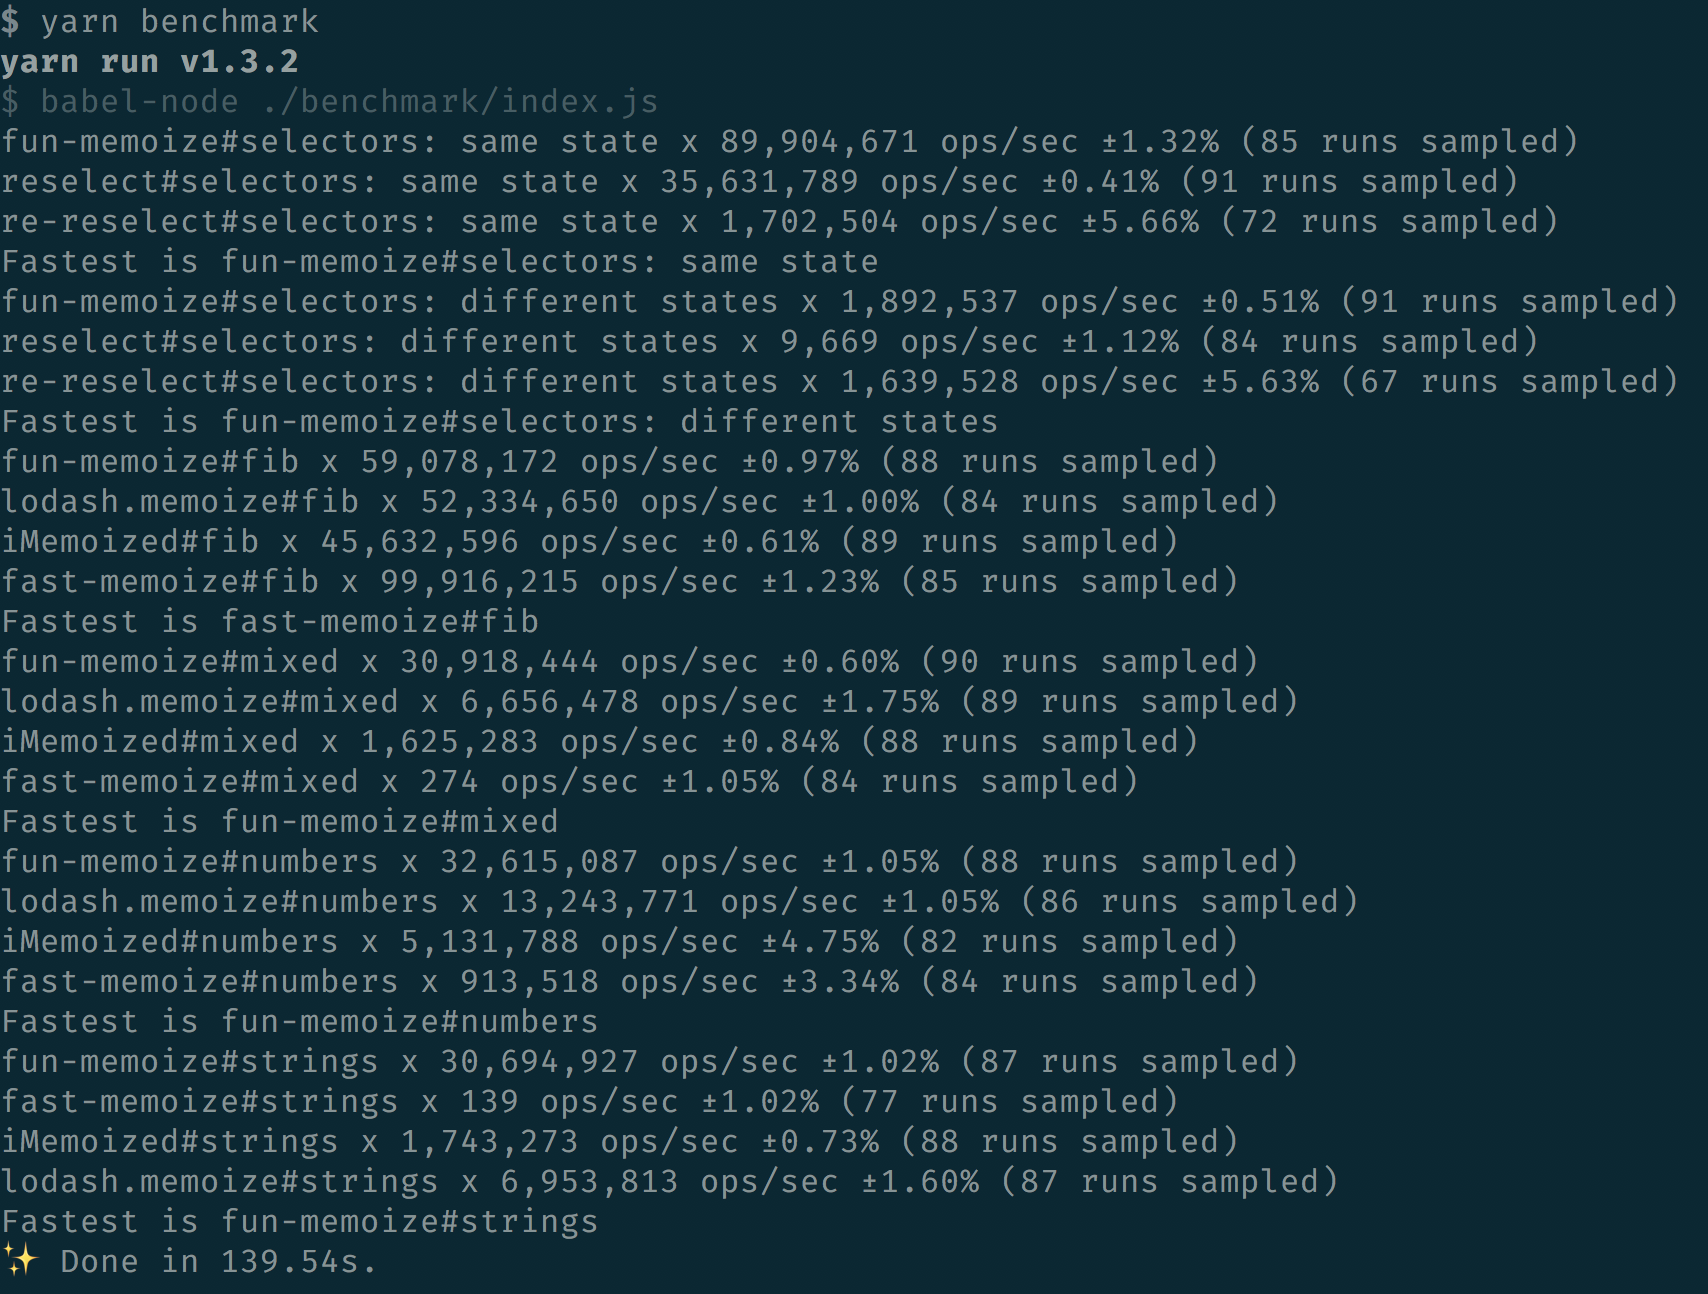 $ yarn benchmark
yarn run v1.3.2
$ babel-node ./benchmark/index.js
fun-memoize#selectors: same state x 89,904,671 ops/sec ±1.32% (85 runs sampled)
reselect#selectors: same state x 35,631,789 ops/sec ±0.41% (91 runs sampled)
re-reselect#selectors: same state x 1,702,504 ops/sec ±5.66% (72 runs sampled)
Fastest is fun-memoize#selectors: same state
fun-memoize#selectors: different states x 1,892,537 ops/sec ±0.51% (91 runs sampled)
reselect#selectors: different states x 9,669 ops/sec ±1.12% (84 runs sampled)
re-reselect#selectors: different states x 1,639,528 ops/sec ±5.63% (67 runs sampled)
Fastest is fun-memoize#selectors: different states
fun-memoize#fib x 59,078,172 ops/sec ±0.97% (88 runs sampled)
lodash.memoize#fib x 52,334,650 ops/sec ±1.00% (84 runs sampled)
iMemoized#fib x 45,632,596 ops/sec ±0.61% (89 runs sampled)
fast-memoize#fib x 99,916,215 ops/sec ±1.23% (85 runs sampled)
Fastest is fast-memoize#fib
fun-memoize#mixed x 30,918,444 ops/sec ±0.60% (90 runs sampled)
lodash.memoize#mixed x 6,656,478 ops/sec ±1.75% (89 runs sampled)
iMemoized#mixed x 1,625,283 ops/sec ±0.84% (88 runs sampled)
fast-memoize#mixed x 274 ops/sec ±1.05% (84 runs sampled)
Fastest is fun-memoize#mixed
fun-memoize#numbers x 32,615,087 ops/sec ±1.05% (88 runs sampled)
lodash.memoize#numbers x 13,243,771 ops/sec ±1.05% (86 runs sampled)
iMemoized#numbers x 5,131,788 ops/sec ±4.75% (82 runs sampled)
fast-memoize#numbers x 913,518 ops/sec ±3.34% (84 runs sampled)
Fastest is fun-memoize#numbers
fun-memoize#strings x 30,694,927 ops/sec ±1.02% (87 runs sampled)
fast-memoize#strings x 139 ops/sec ±1.02% (77 runs sampled)
iMemoized#strings x 1,743,273 ops/sec ±0.73% (88 runs sampled)
lodash.memoize#strings x 6,953,813 ops/sec ±1.60% (87 runs sampled)
Fastest is fun-memoize#strings
✨ Done in 139.54s.